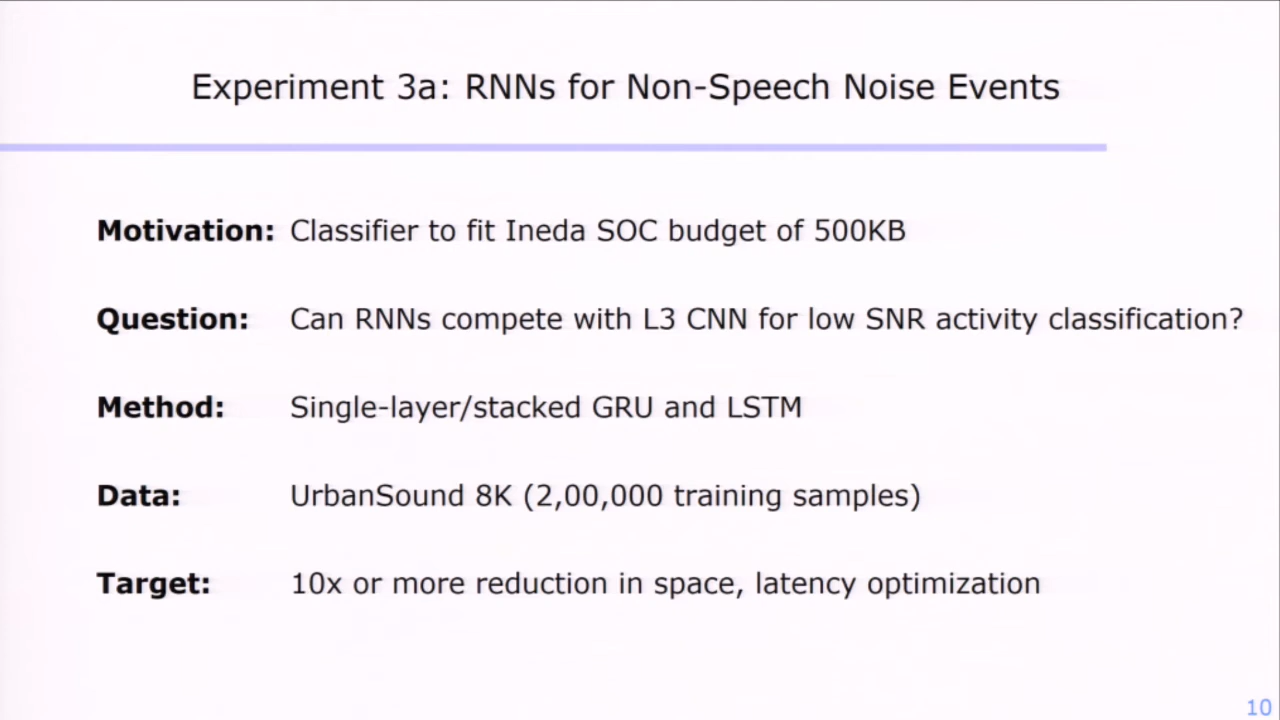 Experiment 3a: RNNs for Non-Speech Noise Events
Motivation: Classifier to fit Ineda SOC budget of 500KB
Question: Can RNNs compete with L3 CNN for low SNR activity classification?
Method: Single-layer/stacked GRU and LSTM
Data: UrbanSound 8K (2,00,000 training samples)
Target: 10x or more reduction in space, latency optimization
10